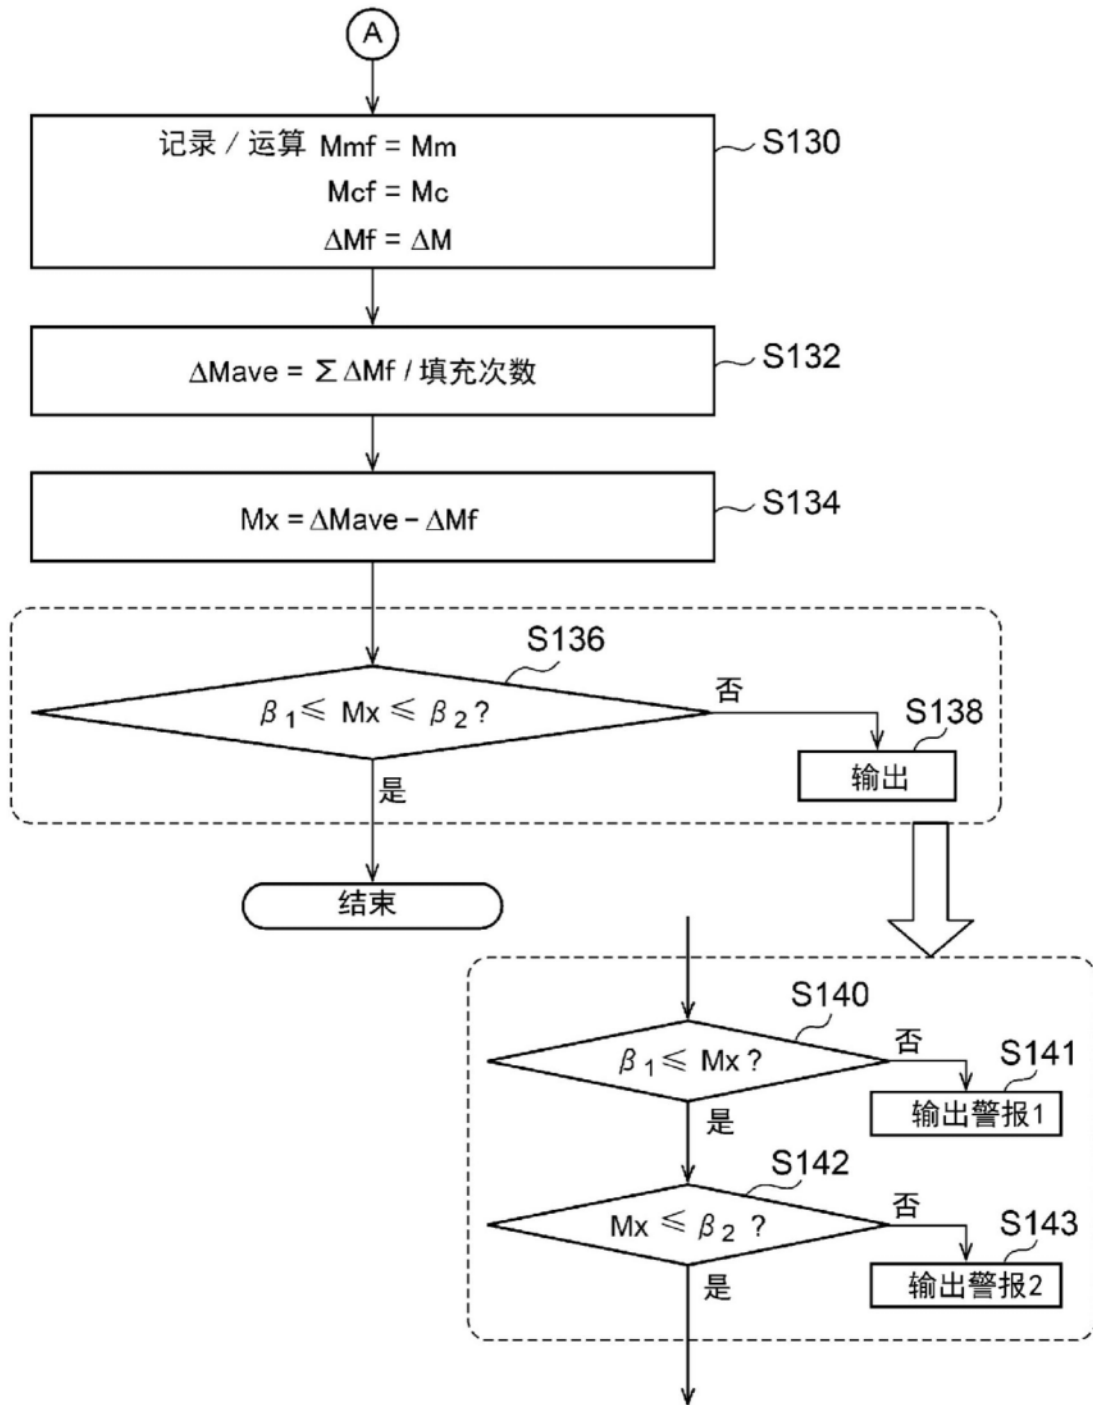 A
记录 / 运算 Mmf = Mm
Mcf = Mc
ΔMf = ΔM
S130
ΔMave = Σ ΔMf / 填充次数
S132
Mx = ΔMave − ΔMf
S134
S136
β1 ≤ Mx ≤ β2 ?
否
S138
输出
是
结束
S140
β1 ≤ Mx ?
否
S141
输出警报1
是
S142
Mx ≤ β2 ?
否
S143
输出警报2
是